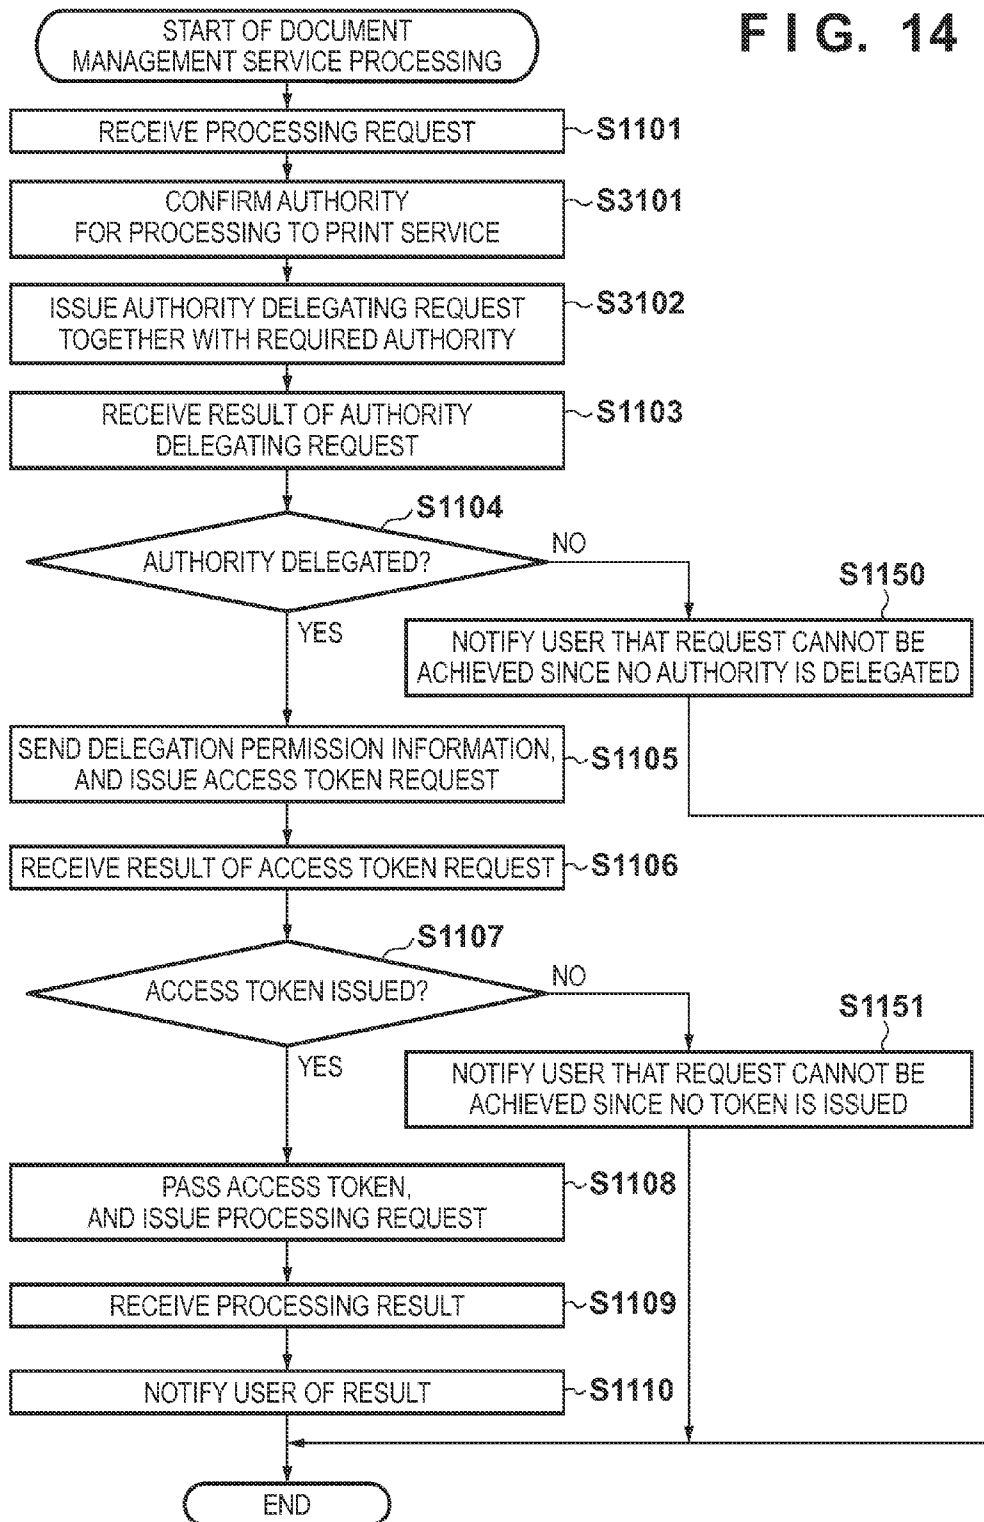 FIG. 14
START OF DOCUMENT
MANAGEMENT SERVICE PROCESSING
RECEIVE PROCESSING REQUEST
S1101
CONFIRM AUTHORITY
FOR PROCESSING TO PRINT SERVICE
S3101
ISSUE AUTHORITY DELEGATING REQUEST
TOGETHER WITH REQUIRED AUTHORITY
S3102
RECEIVE RESULT OF AUTHORITY
DELEGATING REQUEST
S1103
S1104
AUTHORITY DELEGATED?
NO
YES
S1150
NOTIFY USER THAT REQUEST CANNOT BE
ACHIEVED SINCE NO AUTHORITY IS DELEGATED
SEND DELEGATION PERMISSION INFORMATION,
AND ISSUE ACCESS TOKEN REQUEST
S1105
RECEIVE RESULT OF ACCESS TOKEN REQUEST
S1106
S1107
ACCESS TOKEN ISSUED?
NO
YES
S1151
NOTIFY USER THAT REQUEST CANNOT BE
ACHIEVED SINCE NO TOKEN IS ISSUED
PASS ACCESS TOKEN,
AND ISSUE PROCESSING REQUEST
S1108
RECEIVE PROCESSING RESULT
S1109
NOTIFY USER OF RESULT
S1110
END